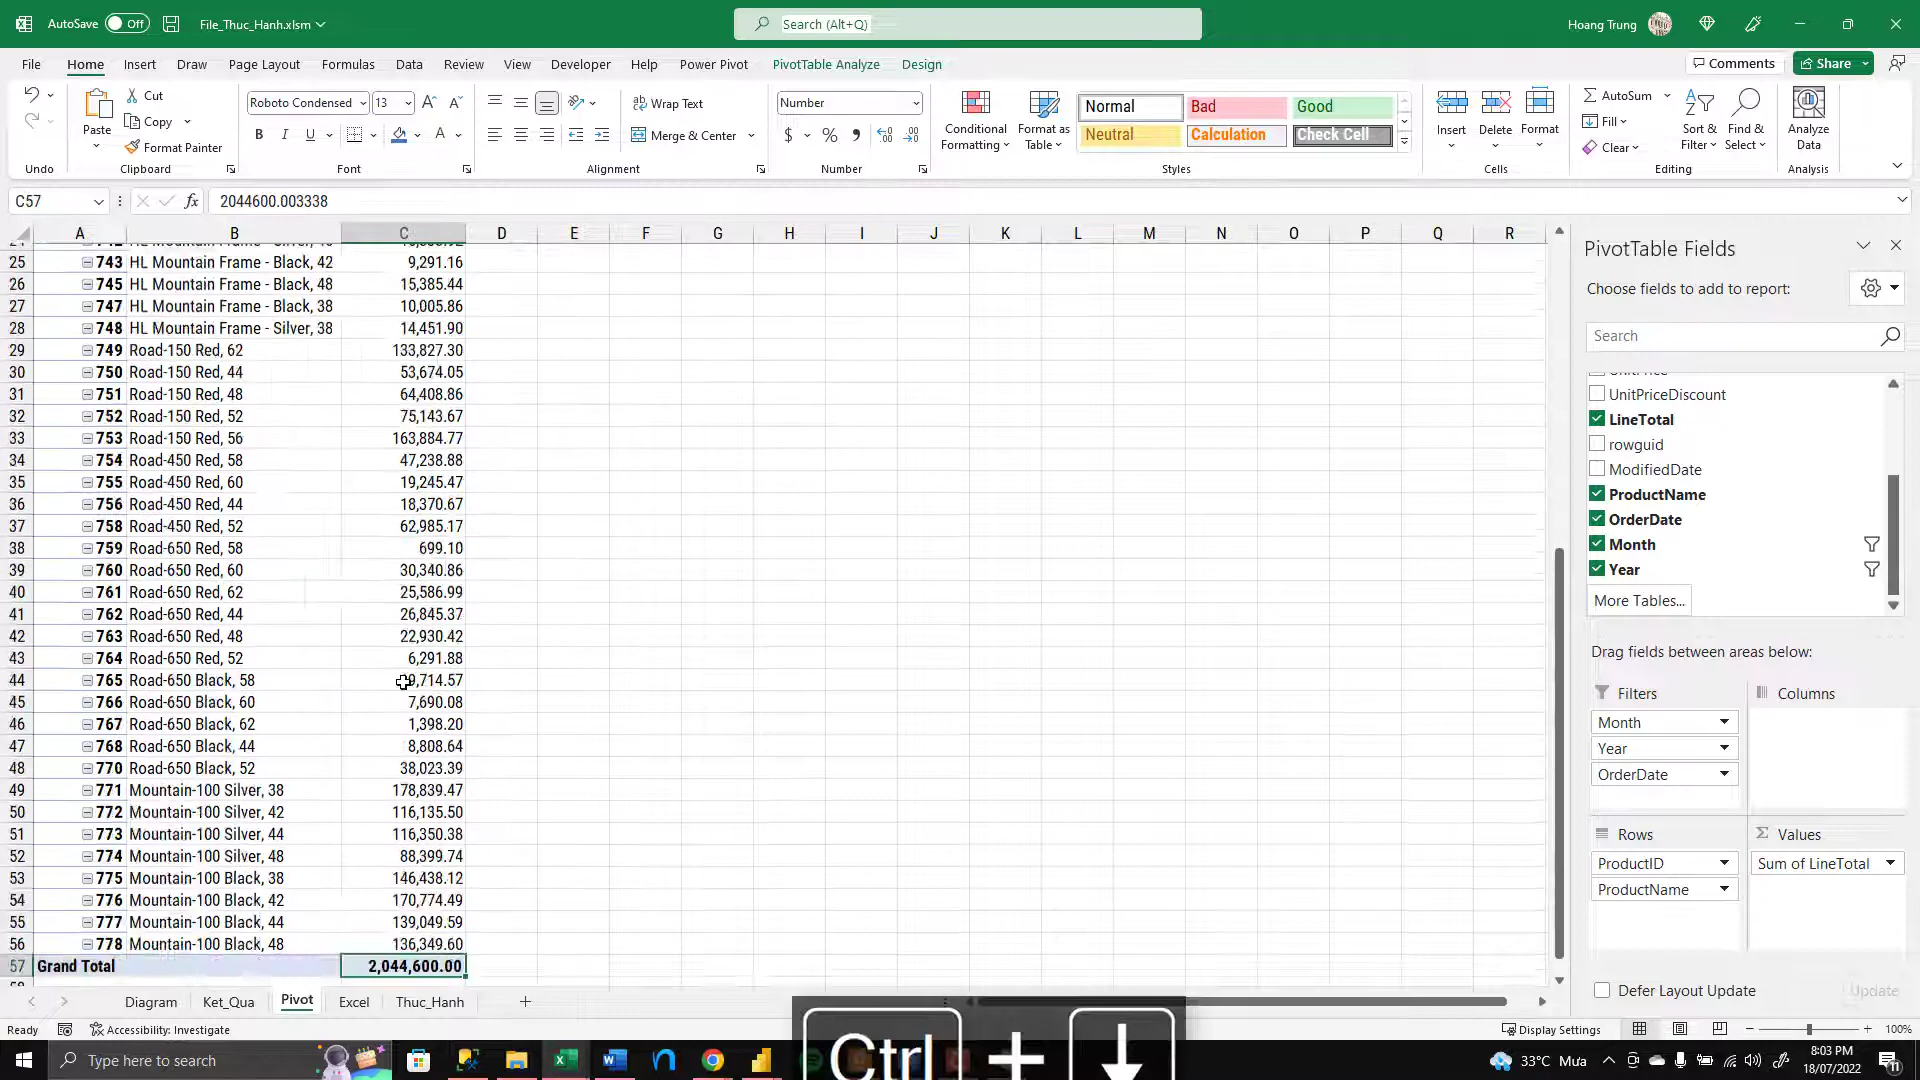 AutoSave Off File_Thuc_Hanh.xlsm Search (Alt+Q) Hoang Trung
File Home Insert Draw Page Layout Formulas Data Review View Developer Help Power Pivot PivotTable Analyze Design Comments Share
Paste Cut Copy Format Painter
Roboto Condensed 13
B I U
Wrap Text
Merge & Center
Number
$ % ,
Conditional Formatting Format as Table
Normal Bad Good
Neutral Calculation Check Cell
Insert Delete Format
AutoSum Fill Clear
Sort & Filter Find & Select
Analyze Data
Undo Clipboard Font Alignment Number Styles Cells Editing Analysis
C57 fx 2044600.003338
A B C D E F G H I J K L M N O P Q R
25 743 HL Mountain Frame - Black, 42 9,291.16
26 745 HL Mountain Frame - Black, 48 15,385.44
27 747 HL Mountain Frame - Black, 38 10,005.86
28 748 HL Mountain Frame - Silver, 38 14,451.90
29 749 Road-150 Red, 62 133,827.30
30 750 Road-150 Red, 44 53,674.05
31 751 Road-150 Red, 48 64,408.86
32 752 Road-150 Red, 52 75,143.67
33 753 Road-150 Red, 56 163,884.77
34 754 Road-450 Red, 58 47,238.88
35 755 Road-450 Red, 60 19,245.47
36 756 Road-450 Red, 44 18,370.67
37 758 Road-450 Red, 52 62,985.17
38 759 Road-650 Red, 58 699.10
39 760 Road-650 Red, 60 30,340.86
40 761 Road-650 Red, 62 25,586.99
41 762 Road-650 Red, 44 26,845.37
42 763 Road-650 Red, 48 22,930.42
43 764 Road-650 Red, 52 6,291.88
44 765 Road-650 Black, 58
45 766 Road-650 Black, 60 7,690.08
46 767 Road-650 Black, 62 1,398.20
47 768 Road-650 Black, 44 8,808.64
48 770 Road-650 Black, 52 38,023.39
49 771 Mountain-100 Silver, 38 178,839.47
50 772 Mountain-100 Silver, 42 116,135.50
51 773 Mountain-100 Silver, 44 116,350.38
52 774 Mountain-100 Silver, 48 88,399.74
53 775 Mountain-100 Black, 38 146,438.12
54 776 Mountain-100 Black, 42 170,774.49
55 777 Mountain-100 Black, 44 139,049.59
56 778 Mountain-100 Black, 48 136,349.60
57 Grand Total 2,044,600.00
PivotTable Fields
Choose fields to add to report:
Search
UnitPriceDiscount
LineTotal
rowguid
ModifiedDate
ProductName
OrderDate
Month
Year
More Tables...
Drag fields between areas below:
Filters Columns
Month
Year
OrderDate
Rows Values
ProductID Sum of LineTotal
ProductName
Defer Layout Update Update
Diagram Ket_Qua Pivot Excel Thuc_Hanh
Ctrl + ↓
Ready Accessibility: Investigate Display Settings 100%
Type here to search 33°C Mưa 8:03 PM
18/07/2022